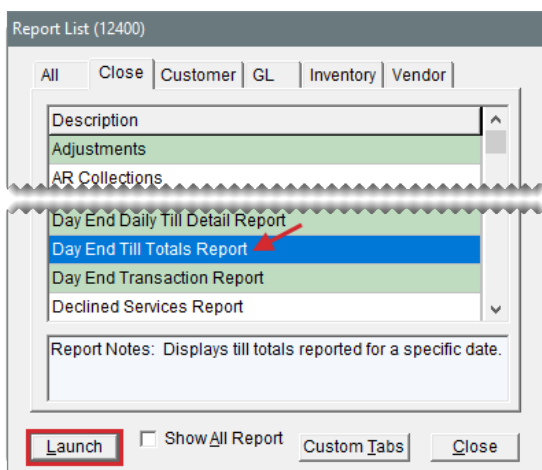 Report List (12400)
All Close Customer GL Inventory Vendor
Description
Adjustments
AR Collections
Day End Daily Till Detail Report
Day End Till Totals Report
Day End Transaction Report
Declined Services Report
Report Notes: Displays till totals reported for a specific date.
Launch Show All Report Custom Tabs Close